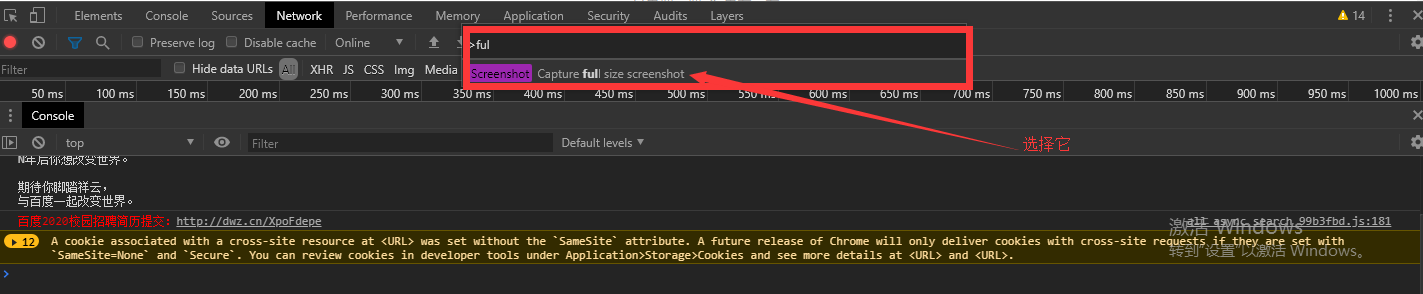 Elements Console Sources Network Performance Memory Application Security Audits Layers 14
Preserve log Disable cache Online >ful
Filter Hide data URLs All XHR JS CSS Img Media Screenshot Capture full size screenshot
50 ms 100 ms 150 ms 200 ms 250 ms 300 ms 350 ms 400 ms 450 ms 500 ms 550 ms 600 ms 650 ms 700 ms 750 ms 800 ms 850 ms 900 ms 950 ms 1000 ms
Console
选择它
top Filter Default levels
N年后你想改变世界。
期待你脚踏祥云，
与百度一起改变世界。
百度2020校园招聘简历提交：http://dwz.cn/XpoFdepe all_async_search_99b3fbd.js:181
激活 Windows
12 A cookie associated with a cross-site resource at <URL> was set without the `SameSite` attribute. A future release of Chrome will only deliver cookies with cross-site requests if they are set with
`SameSite=None` and `Secure`. You can review cookies in developer tools under Application>Storage>Cookies and see more details at <URL> and <URL>.
转到"设置"以激活 Windows。